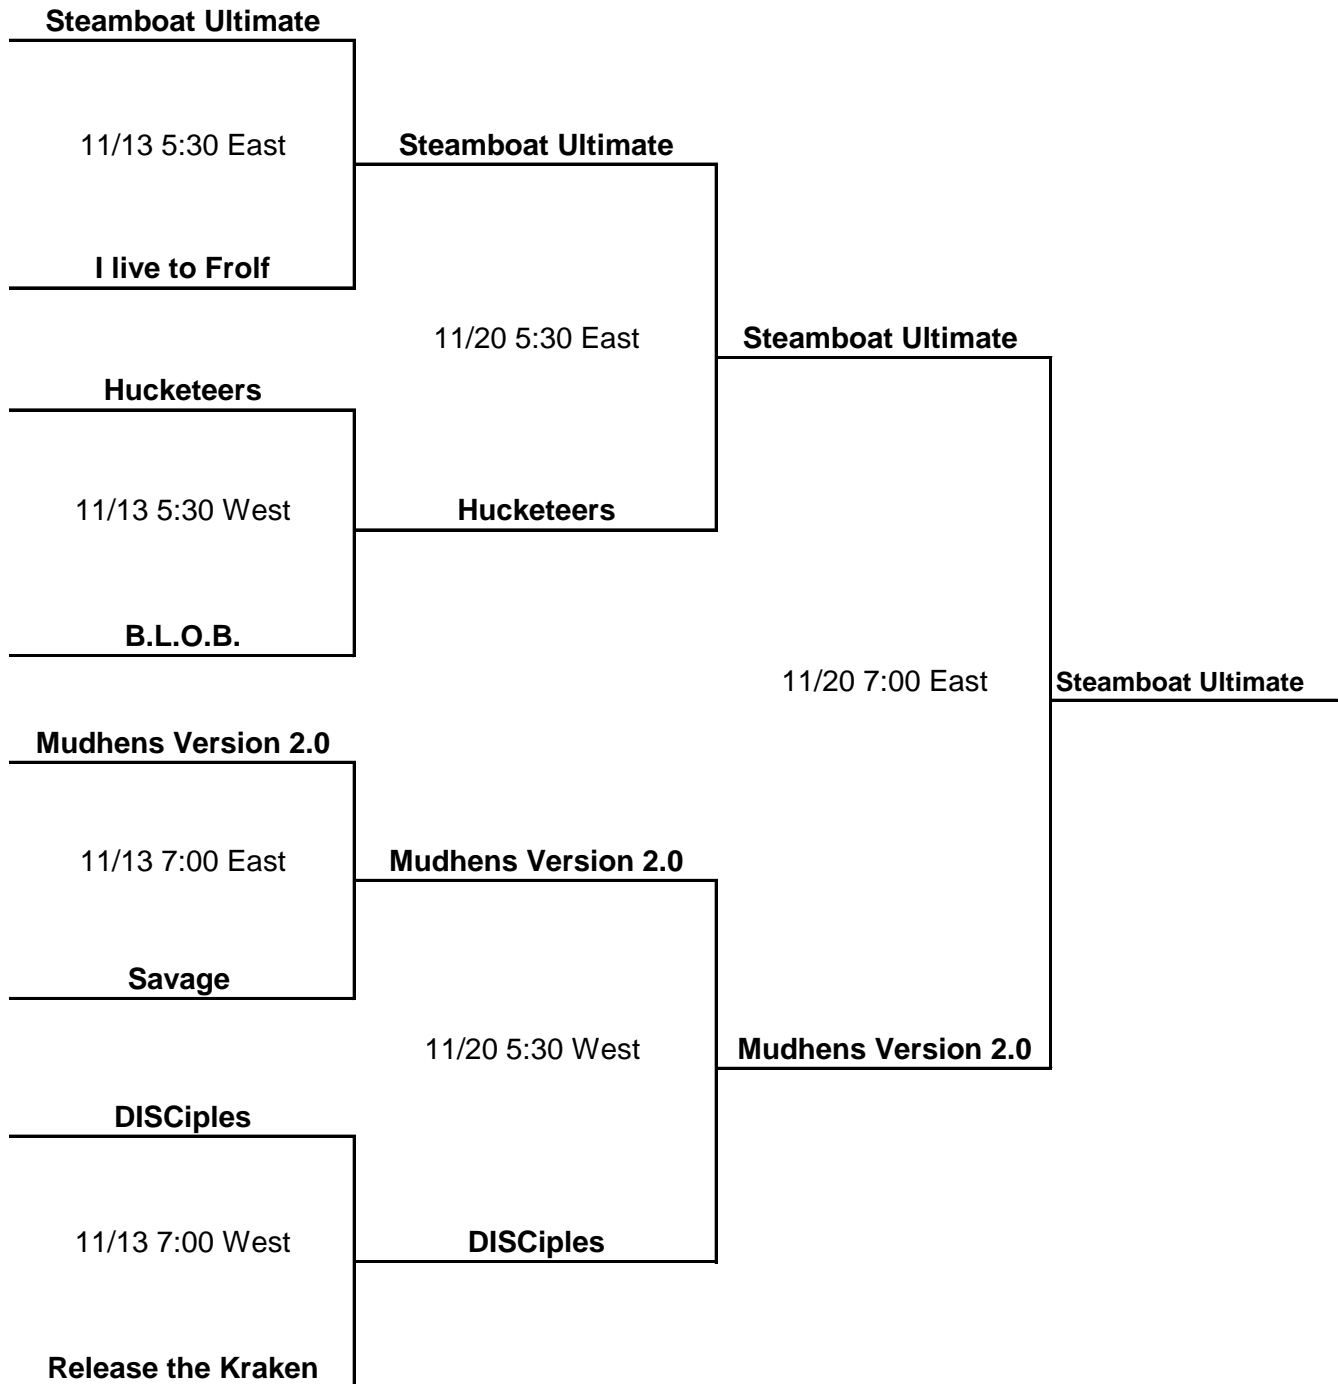 Steamboat Ultimate
11/13 5:30 East
Steamboat Ultimate
I live to Frolf
11/20 5:30 East
Steamboat Ultimate
Hucketeers
11/13 5:30 West
Hucketeers
B.L.O.B.
11/20 7:00 East
Steamboat Ultimate
Mudhens Version 2.0
11/13 7:00 East
Mudhens Version 2.0
Savage
11/20 5:30 West
Mudhens Version 2.0
DISCiples
11/13 7:00 West
DISCiples
Release the Kraken